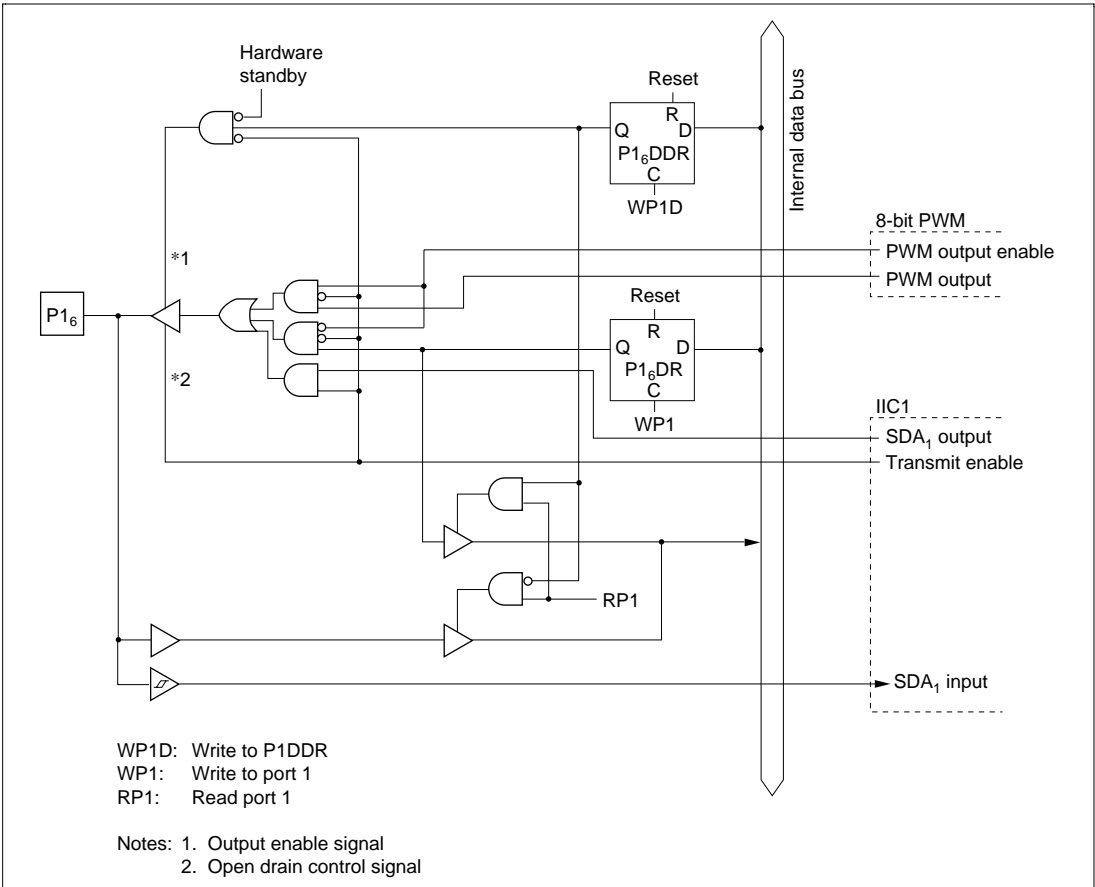 Hardware
standby
Reset
R
Q
D
P1₆DDR
C
WP1D
Internal data bus
8-bit PWM
PWM output enable
PWM output
*1
P1₆
Reset
R
Q
D
P1₆DR
C
WP1
*2
IIC1
SDA₁ output
Transmit enable
RP1
SDA₁ input
WP1D: Write to P1DDR
WP1: Write to port 1
RP1: Read port 1
Notes: 1. Output enable signal
2. Open drain control signal